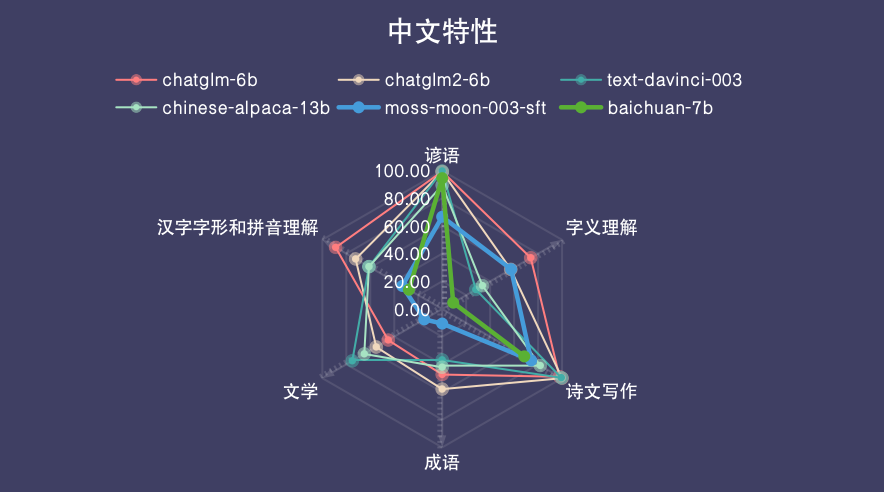 中文特性
chatglm-6b chatglm2-6b text-davinci-003
chinese-alpaca-13b moss-moon-003-sft baichuan-7b
谚语
100.00
80.00
汉字字形和拼音理解 字义理解
60.00
40.00
20.00
0.00
文学 诗文写作
成语